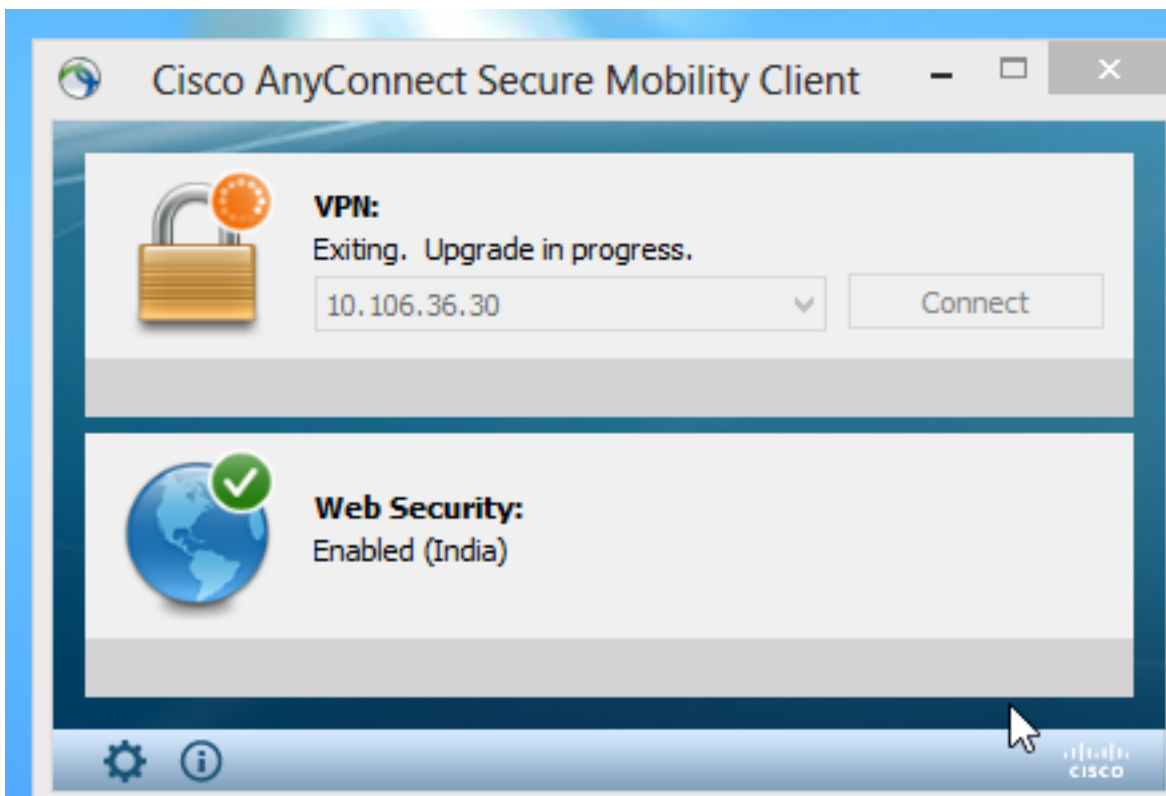 Cisco AnyConnect Secure Mobility Client
VPN:
Exiting.  Upgrade in progress.
10.106.36.30
Connect
Web Security:
Enabled (India)
CISCO